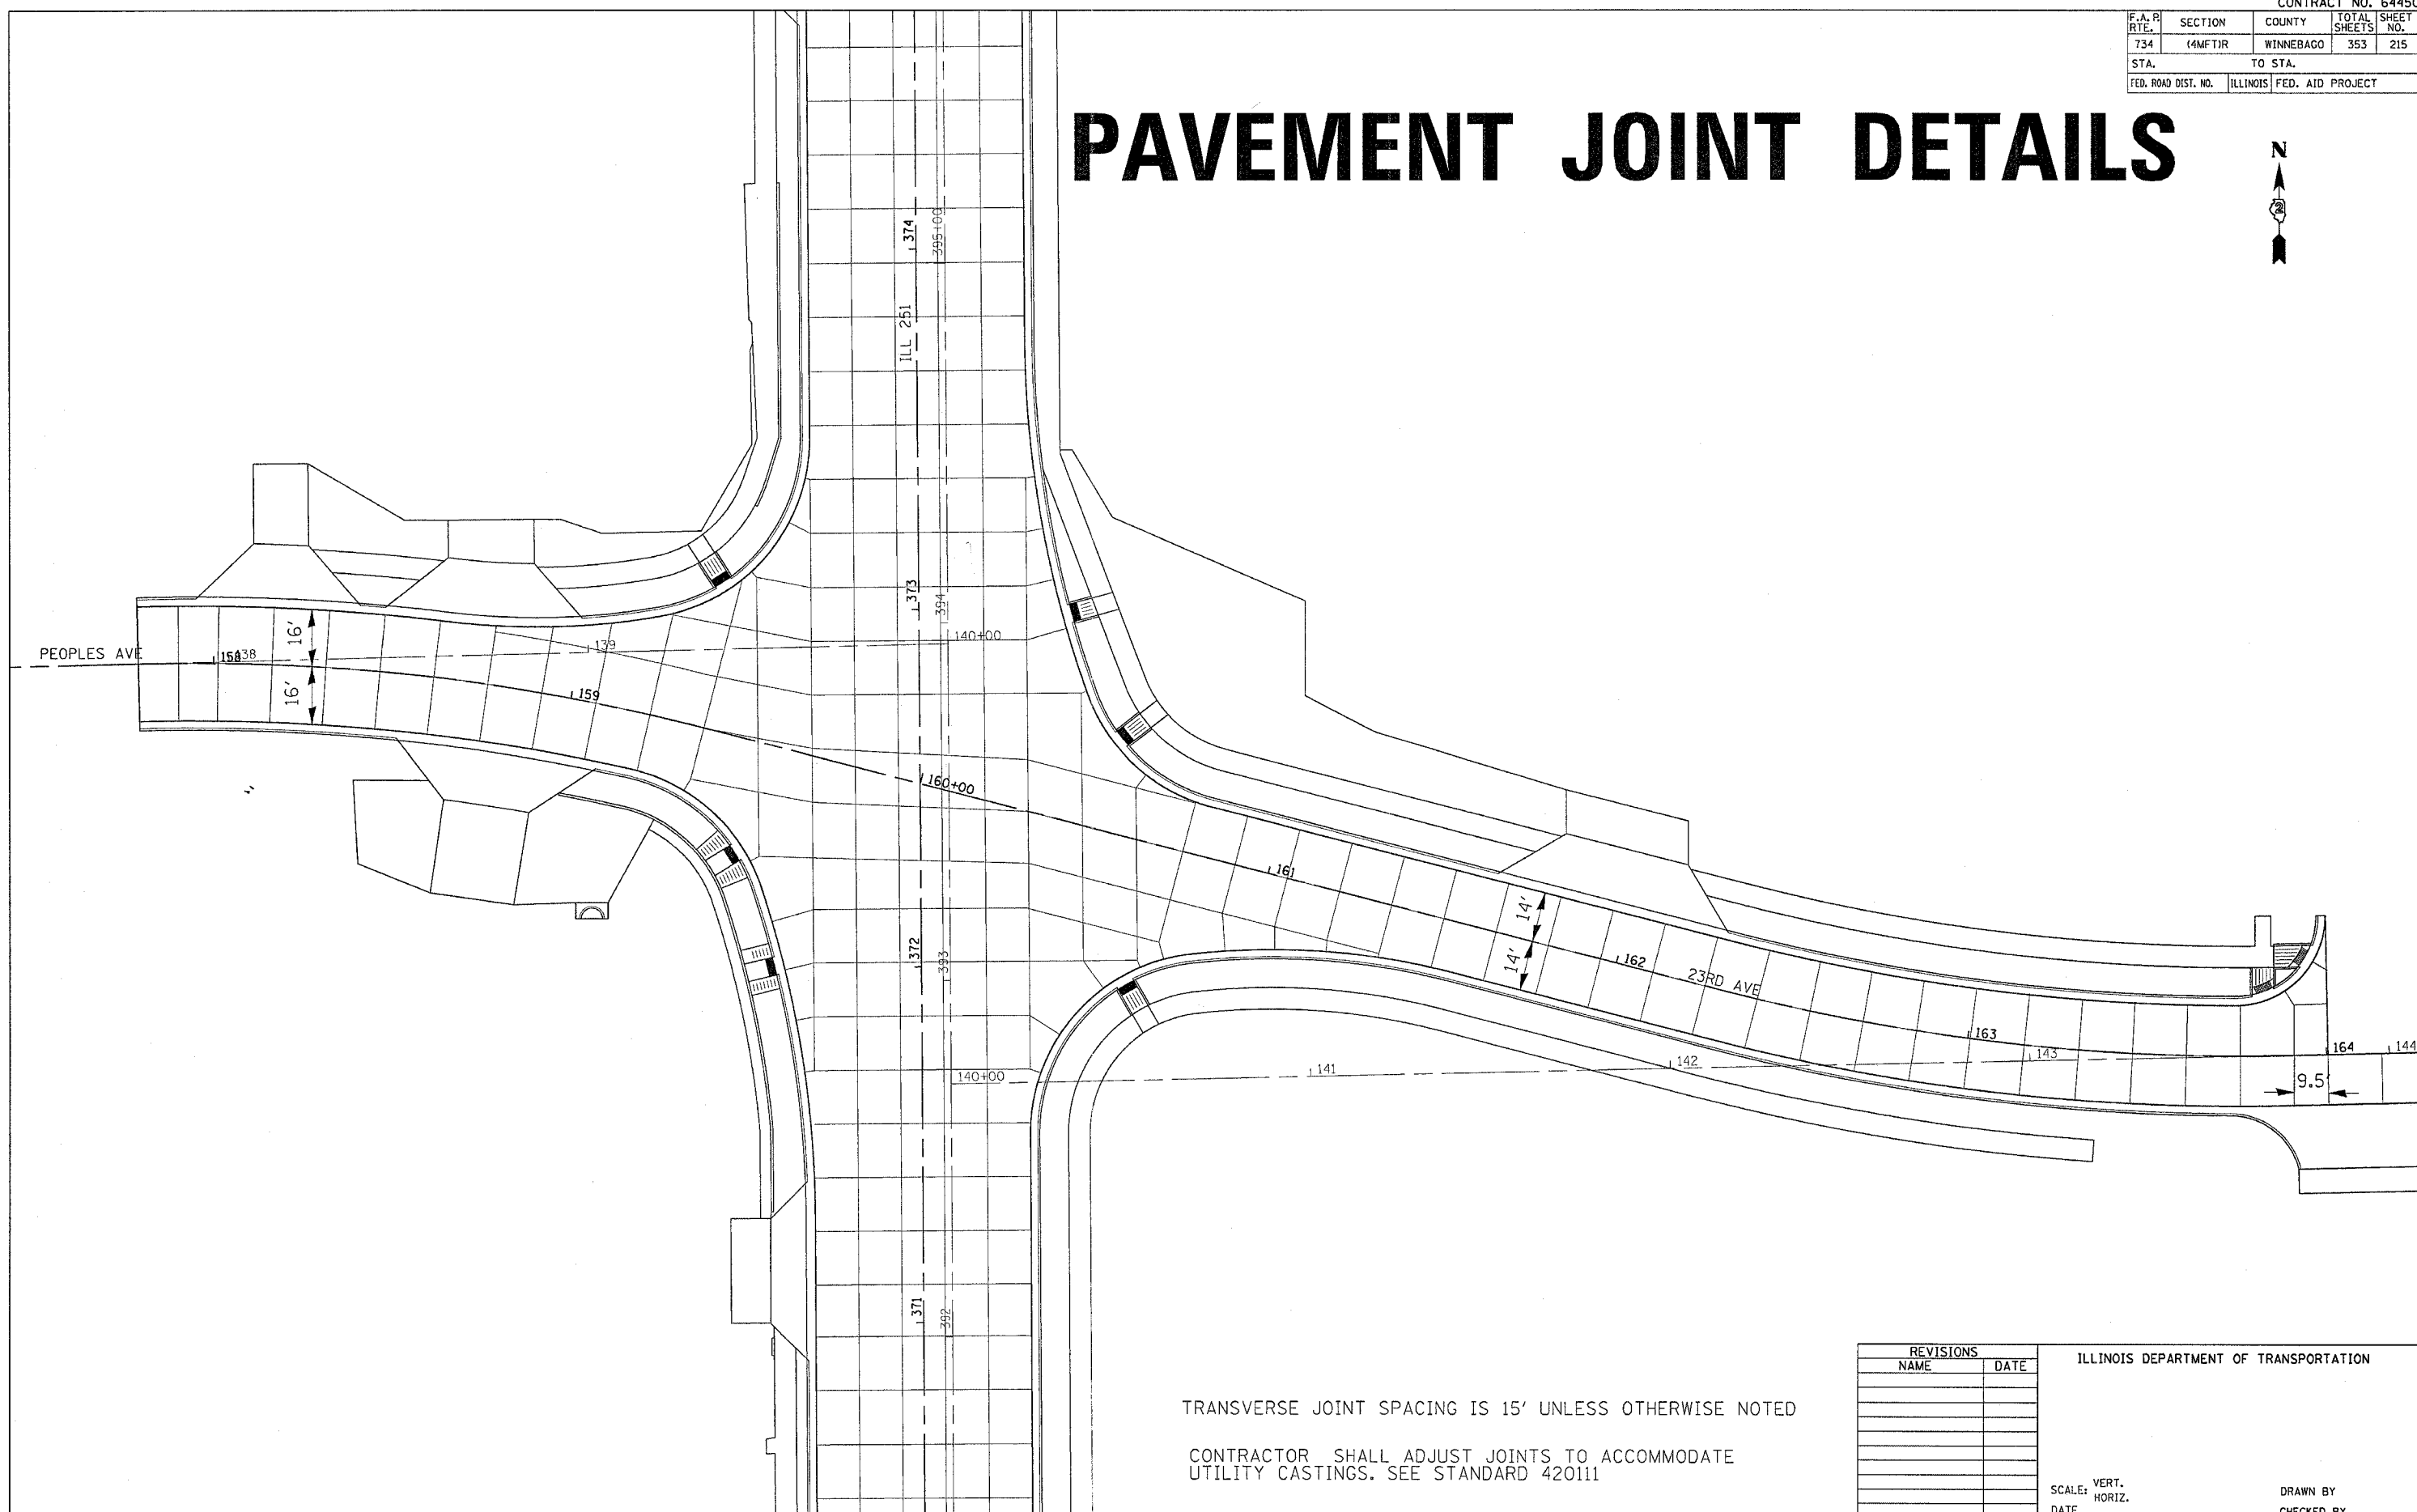 CONTRACT NO. 6445
F.A.P. RTE. SECTION COUNTY TOTAL SHEETS SHEET NO.
734 (4MFT)R WINNEBAGO 353 215
STA. TO STA.
FED. ROAD DIST. NO. ILLINOIS FED. AID PROJECT
PAVEMENT JOINT DETAILS
N
2
374
395+00
ILL 251
373
394
140+00
PEOPLES AVE
158
138
16'
16'
139
159
160+00
161
14'
14'
162
23RD AVE
163
164
144
143
142
141
140+00
9.5'
372
393
371
392
TRANSVERSE JOINT SPACING IS 15' UNLESS OTHERWISE NOTED
CONTRACTOR SHALL ADJUST JOINTS TO ACCOMMODATE
UTILITY CASTINGS. SEE STANDARD 420111
REVISIONS
NAME DATE
ILLINOIS DEPARTMENT OF TRANSPORTATION
SCALE: VERT.
HORIZ.
DATE
DRAWN BY
CHECKED BY